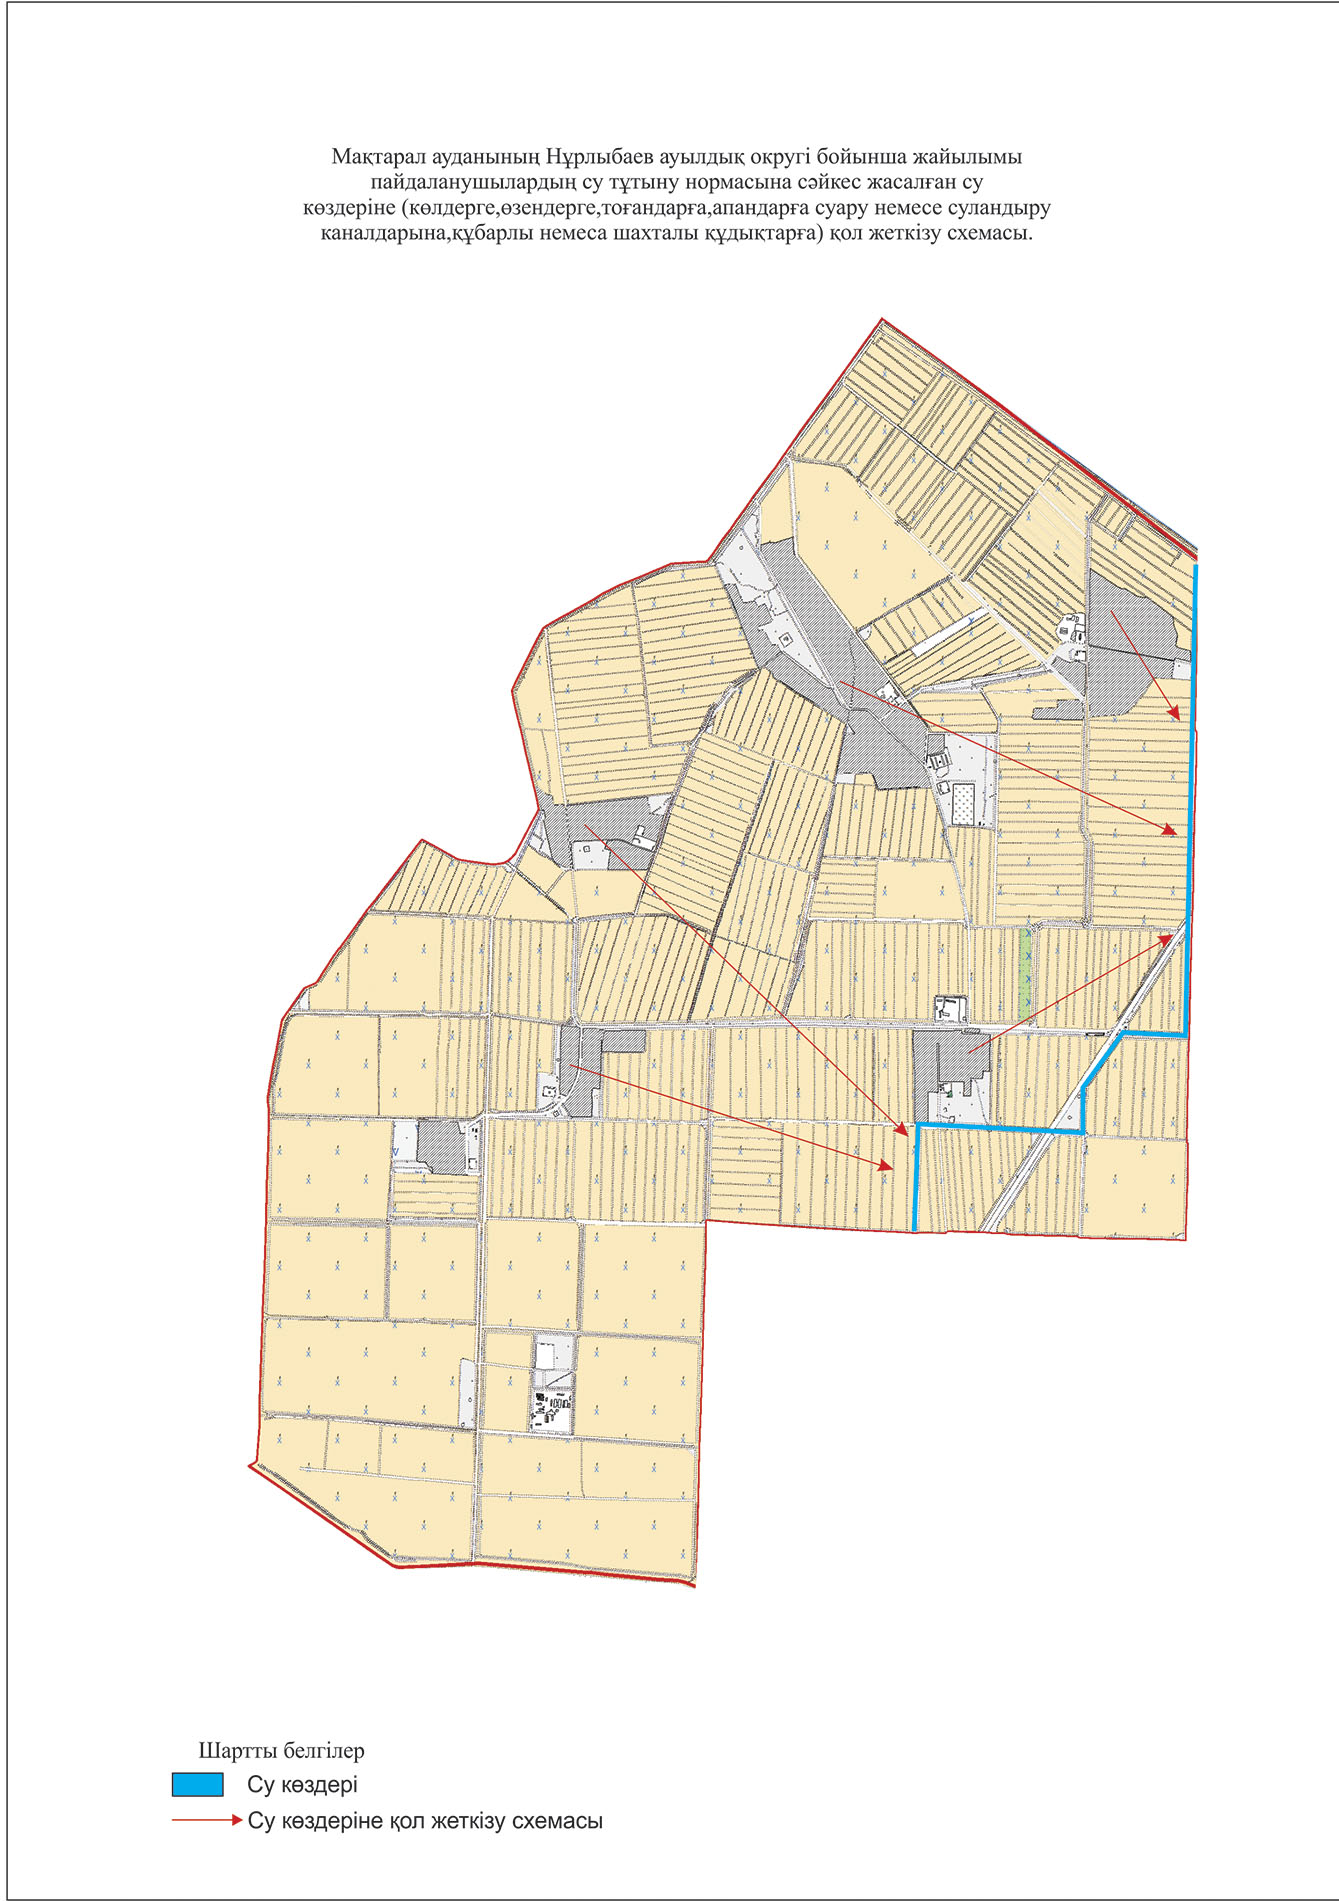 Мақтарал ауданының Нұрлыбаев ауылдық округі бойынша жайылымы
пайдаланушылардың су тұтыну нормасына сәйкес жасалған су
көздеріне (көлдерге,өзендерге,тоғандарға,апандарға суару немесе суландыру
каналдарына,құбарлы немеса шахталы құдықтарға) қол жеткізу схемасы.
Шартты белгілер
Су көздері
Су көздеріне қол жеткізу схемасы